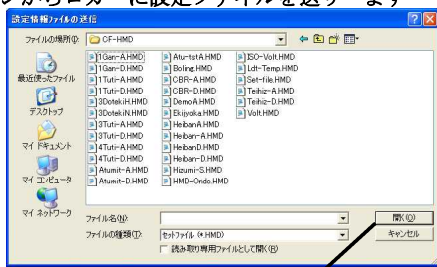 ンからロガーに設定ファイルを送りーます
設定情報ファイルの送信
ファイルの場所(I): CF-HMD
最近使ったファイル
デスクトップ
マイ ドキュメント
マイ コンピュータ
マイ ネットワーク
1Gan-A.HMD
1Gan-D.HMD
1Tuti-A.HMD
1Tuti-D.HMD
3DotekiH.HMD
3DotekiN.HMD
3Tuti-A.HMD
3Tuti-D.HMD
4Tuti-A.HMD
4Tuti-D.HMD
Atumit-A.HMD
Atumit-D.HMD
Atu-tstA.HMD
Boling.HMD
CBR-A.HMD
CBR-D.HMD
DemoA.HMD
Ekijyoka.HMD
HeibanA.HMD
Heiban-A.HMD
HeibanD.HMD
Heiban-D.HMD
Hizumi-S.HMD
HMD-Ondo.HMD
ISO-Volt.HMD
Ldt-Temp.HMD
Set-file.HMD
Teihiz-A.HMD
Teihiz-D.HMD
Volt.HMD
ファイル名(N): 開く(O)
ファイルの種類(T): セットファイル (*.HMD) キャンセル
読み取り専用ファイルとして開く(R)